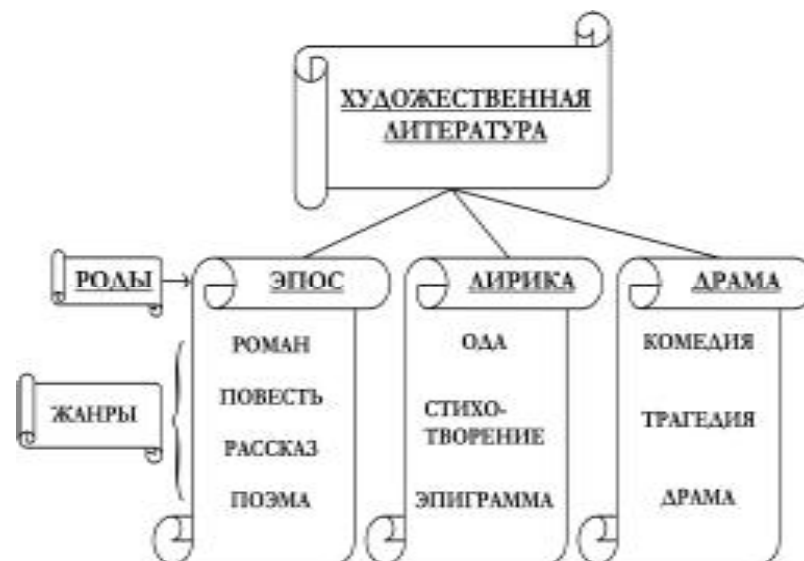 ХУДОЖЕСТВЕННАЯ
ЛИТЕРАТУРА
РОДЫ
ЭПОС
ЛИРИКА
ДРАМА
ЖАНРЫ
РОМАН
ПОВЕСТЬ
РАССКАЗ
ПОЭМА
ОДА
СТИХО-
ТВОРЕНИЕ
ЭПИГРАММА
КОМЕДИЯ
ТРАГЕДИЯ
ДРАМА